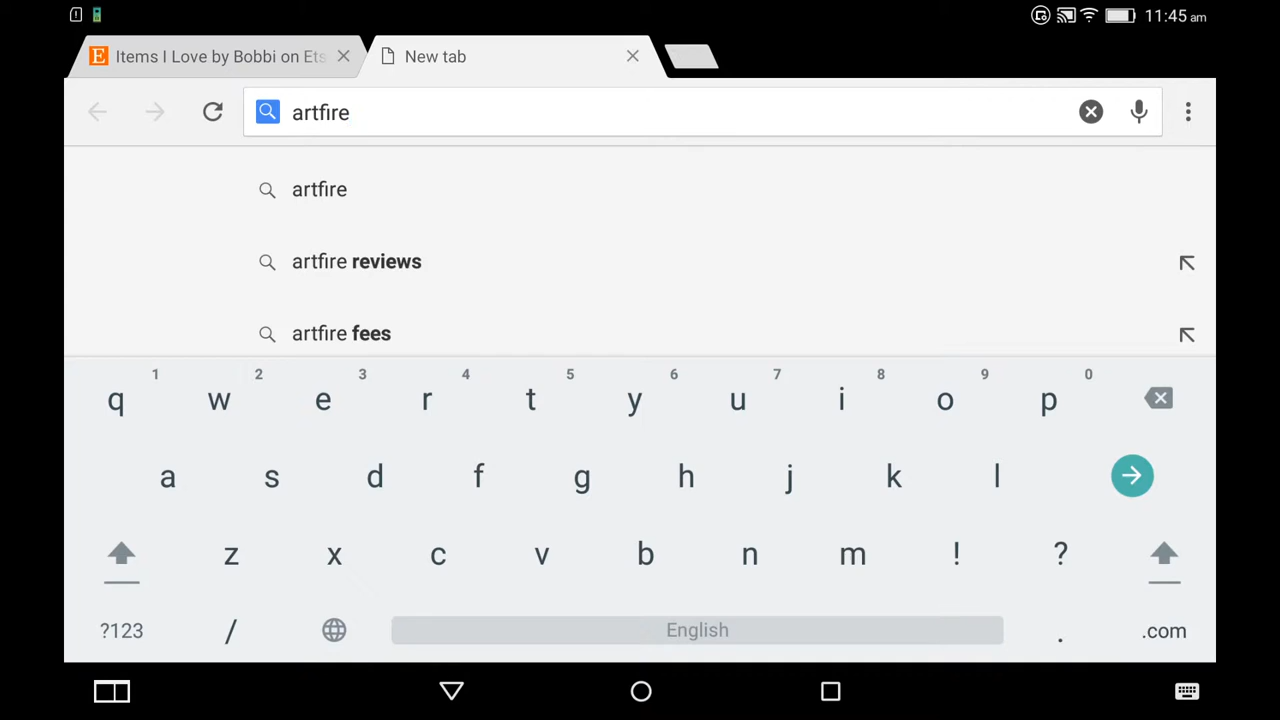 11:45 am
E Items I Love by Bobbi on Ets
New tab
artfire
artfire
artfire reviews
artfire fees
1 2 3 4 5 6 7 8 9 0
q w e r t y u i o p
a s d f g h j k l
z x c v b n m ! ?
?123 / English . .com